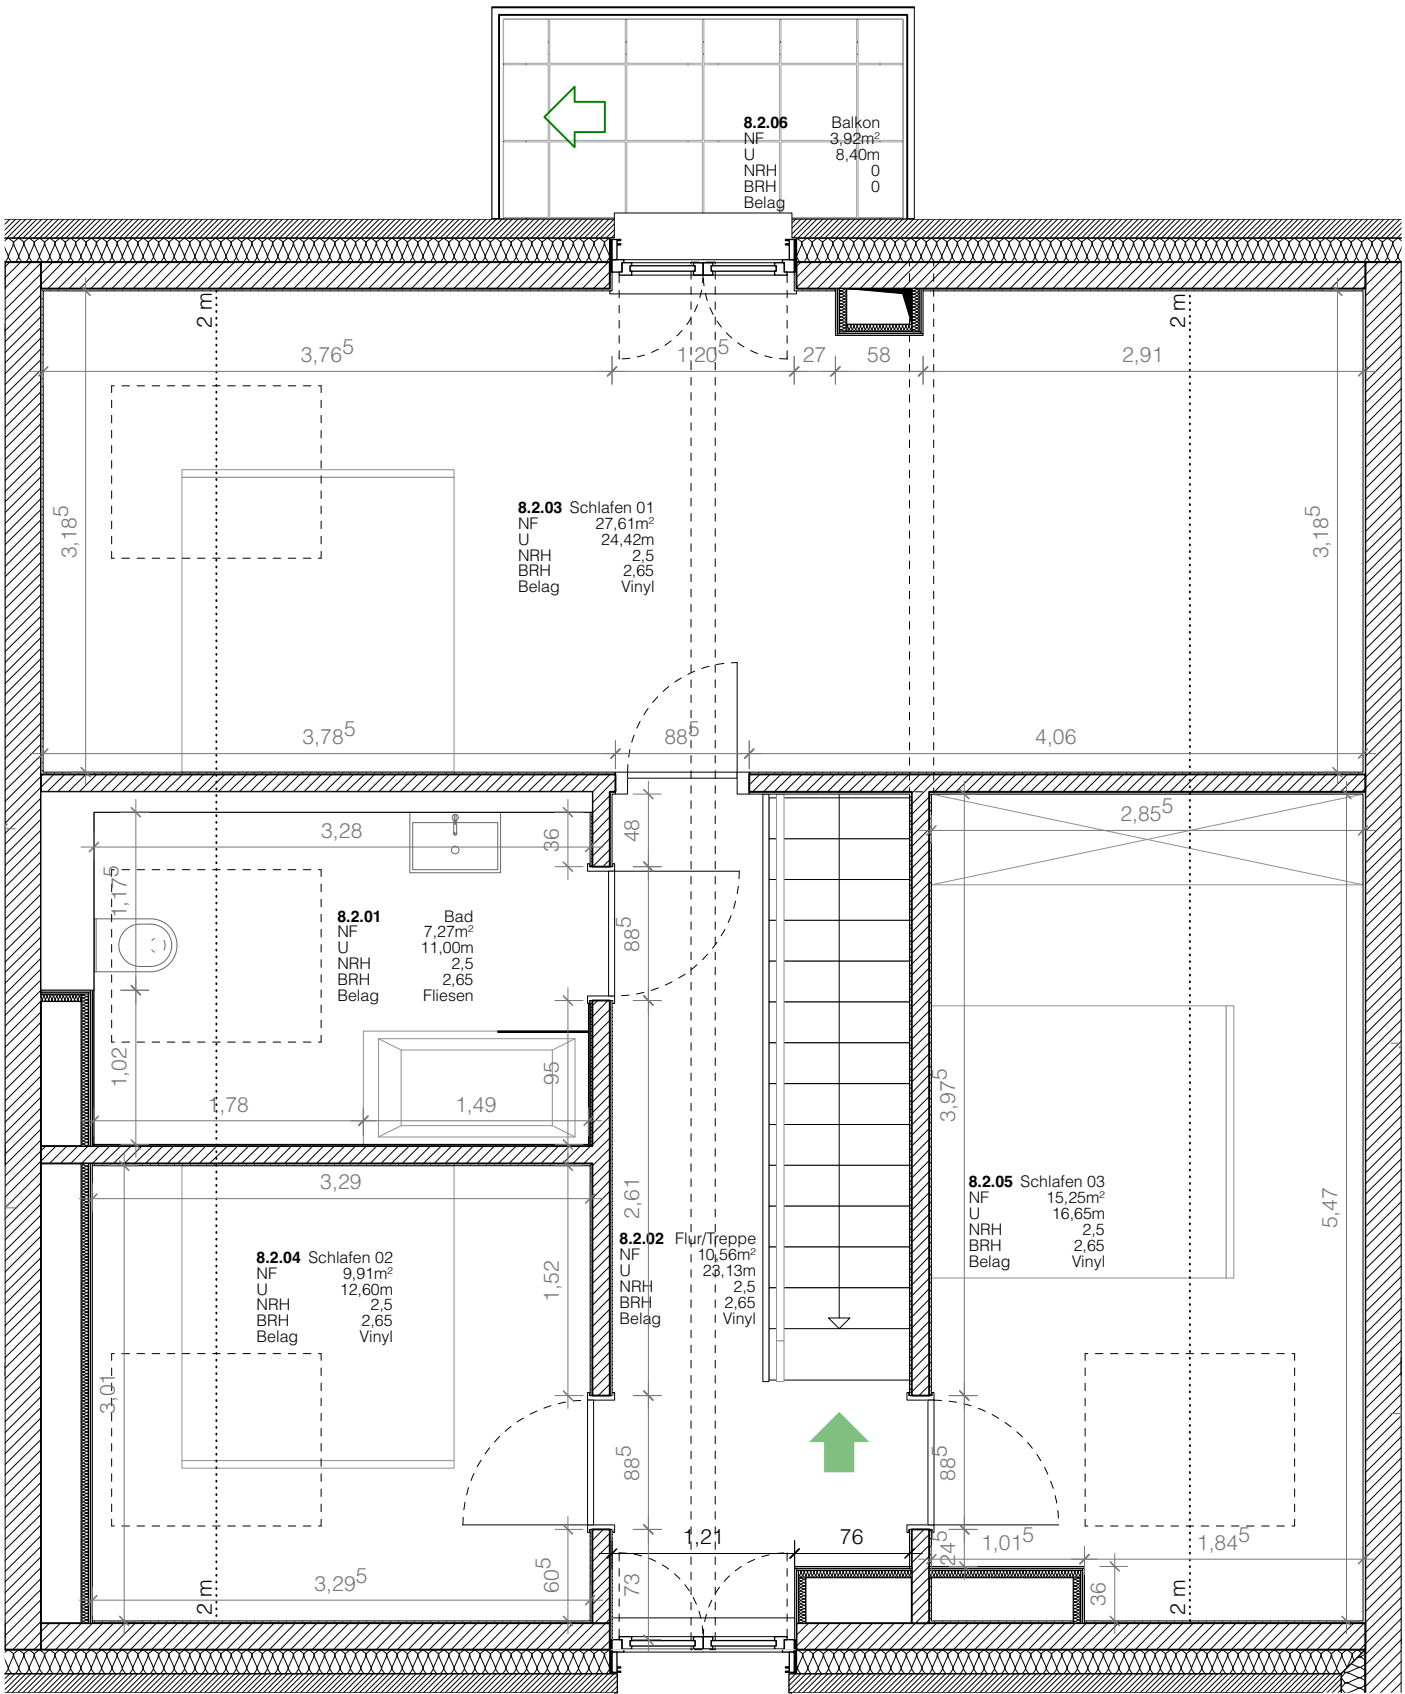 8.2.06 Balkon
NF 3,92m²
U 8,40m
NRH 0
BRH 0
Belag
2 m
2 m
3,76⁵
1,20⁵
27
58
2,91
3,18⁵
3,18⁵
8.2.03 Schlafen 01
NF 27,61m²
U 24,42m
NRH 2,5
BRH 2,65
Belag Vinyl
3,78⁵
88⁵
4,06
3,28
36
48
2,85⁵
1,17⁵
8.2.01 Bad
NF 7,27m²
U 11,00m
NRH 2,5
BRH 2,65
Belag Fliesen
88⁵
1,02
95
3,97⁵
1,78
1,49
3,29
2,61
8.2.05 Schlafen 03
NF 15,25m²
U 16,65m
NRH 2,5
BRH 2,65
Belag Vinyl
5,47
8.2.02 Flur/Treppe
NF 10,56m²
U 23,13m
NRH 2,5
BRH 2,65
Belag Vinyl
8.2.04 Schlafen 02
NF 9,91m²
U 12,60m
NRH 2,5
BRH 2,65
Belag Vinyl
1,52
3,01
88⁵
88⁵
1,21
76
24⁵
1,01⁵
1,84⁵
3,29⁵
60⁵
73
36
2 m
2 m